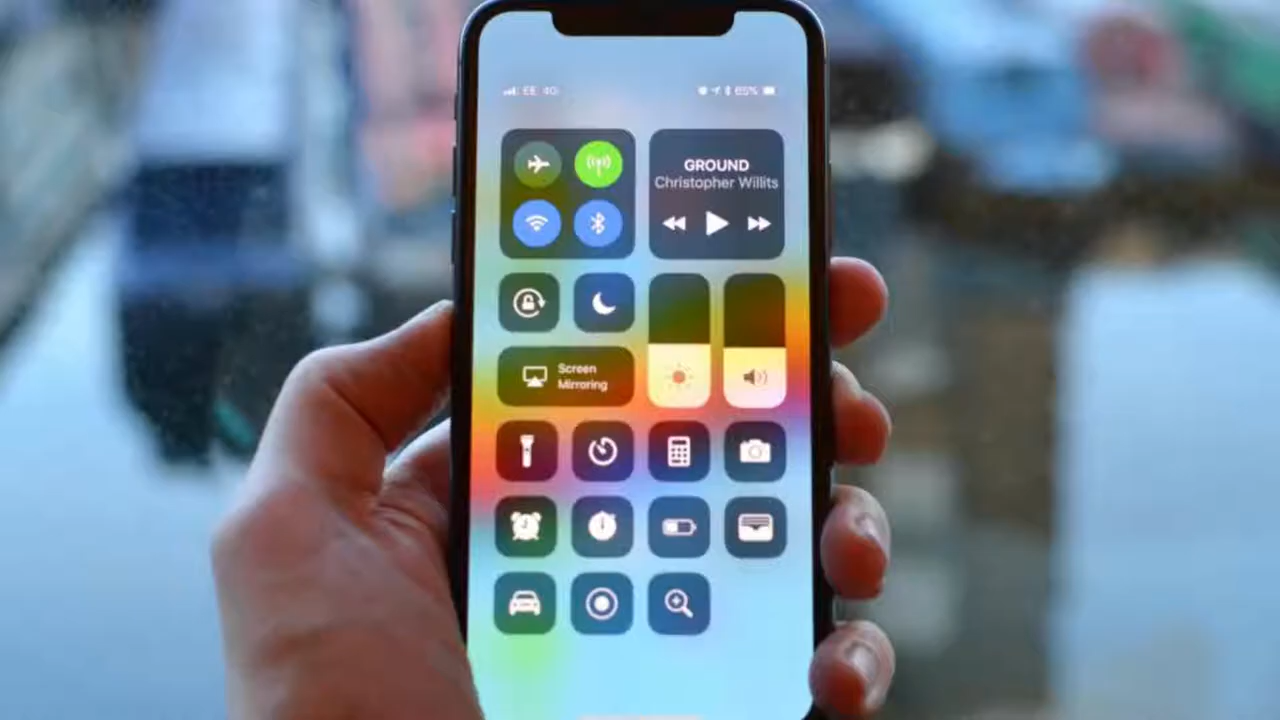 EE 4G
65%
GROUND
Christopher Willits
Screen
Mirroring